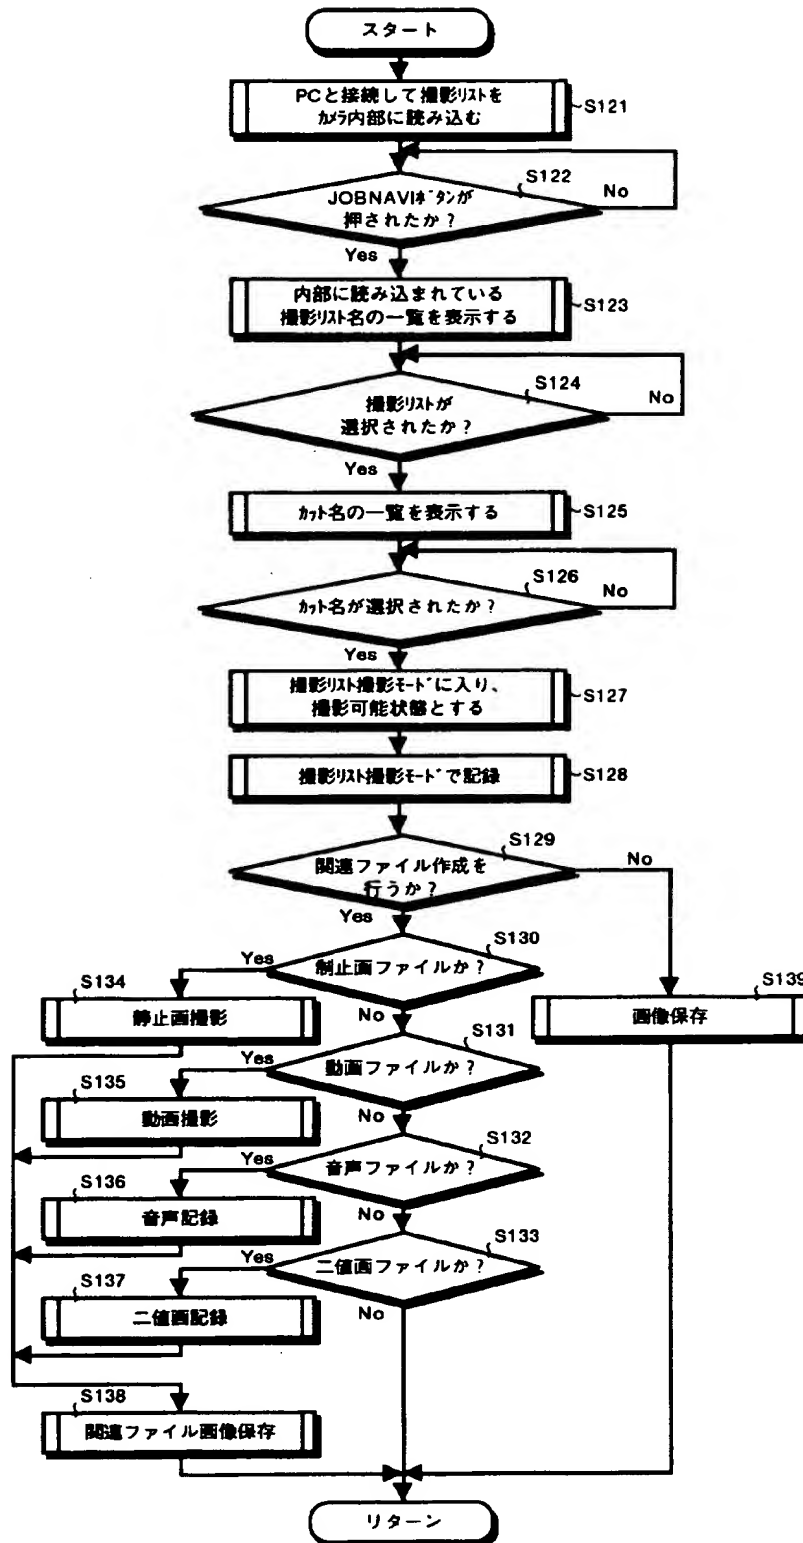 スタート
PCと接続して撮影リストを
カメラ内部に読み込む
S121
S122
JOBNAVIボタンが
押されたか？
No
Yes
内部に読み込まれている
撮影リスト名の一覧を表示する
S123
S124
撮影リストが
選択されたか？
No
Yes
カット名の一覧を表示する
S125
S126
カット名が選択されたか？
No
Yes
撮影リスト撮影モードに入り、
撮影可能状態とする
S127
撮影リスト撮影モードで記録
S128
S129
関連ファイル作成を
行うか？
No
Yes
S130
制止画ファイルか？
Yes
No
S134
静止画撮影
S139
画像保存
S131
動画ファイルか？
Yes
No
S135
動画撮影
S132
音声ファイルか？
Yes
No
S136
音声記録
S133
二値画ファイルか？
Yes
No
S137
二値画記録
S138
関連ファイル画像保存
リターン